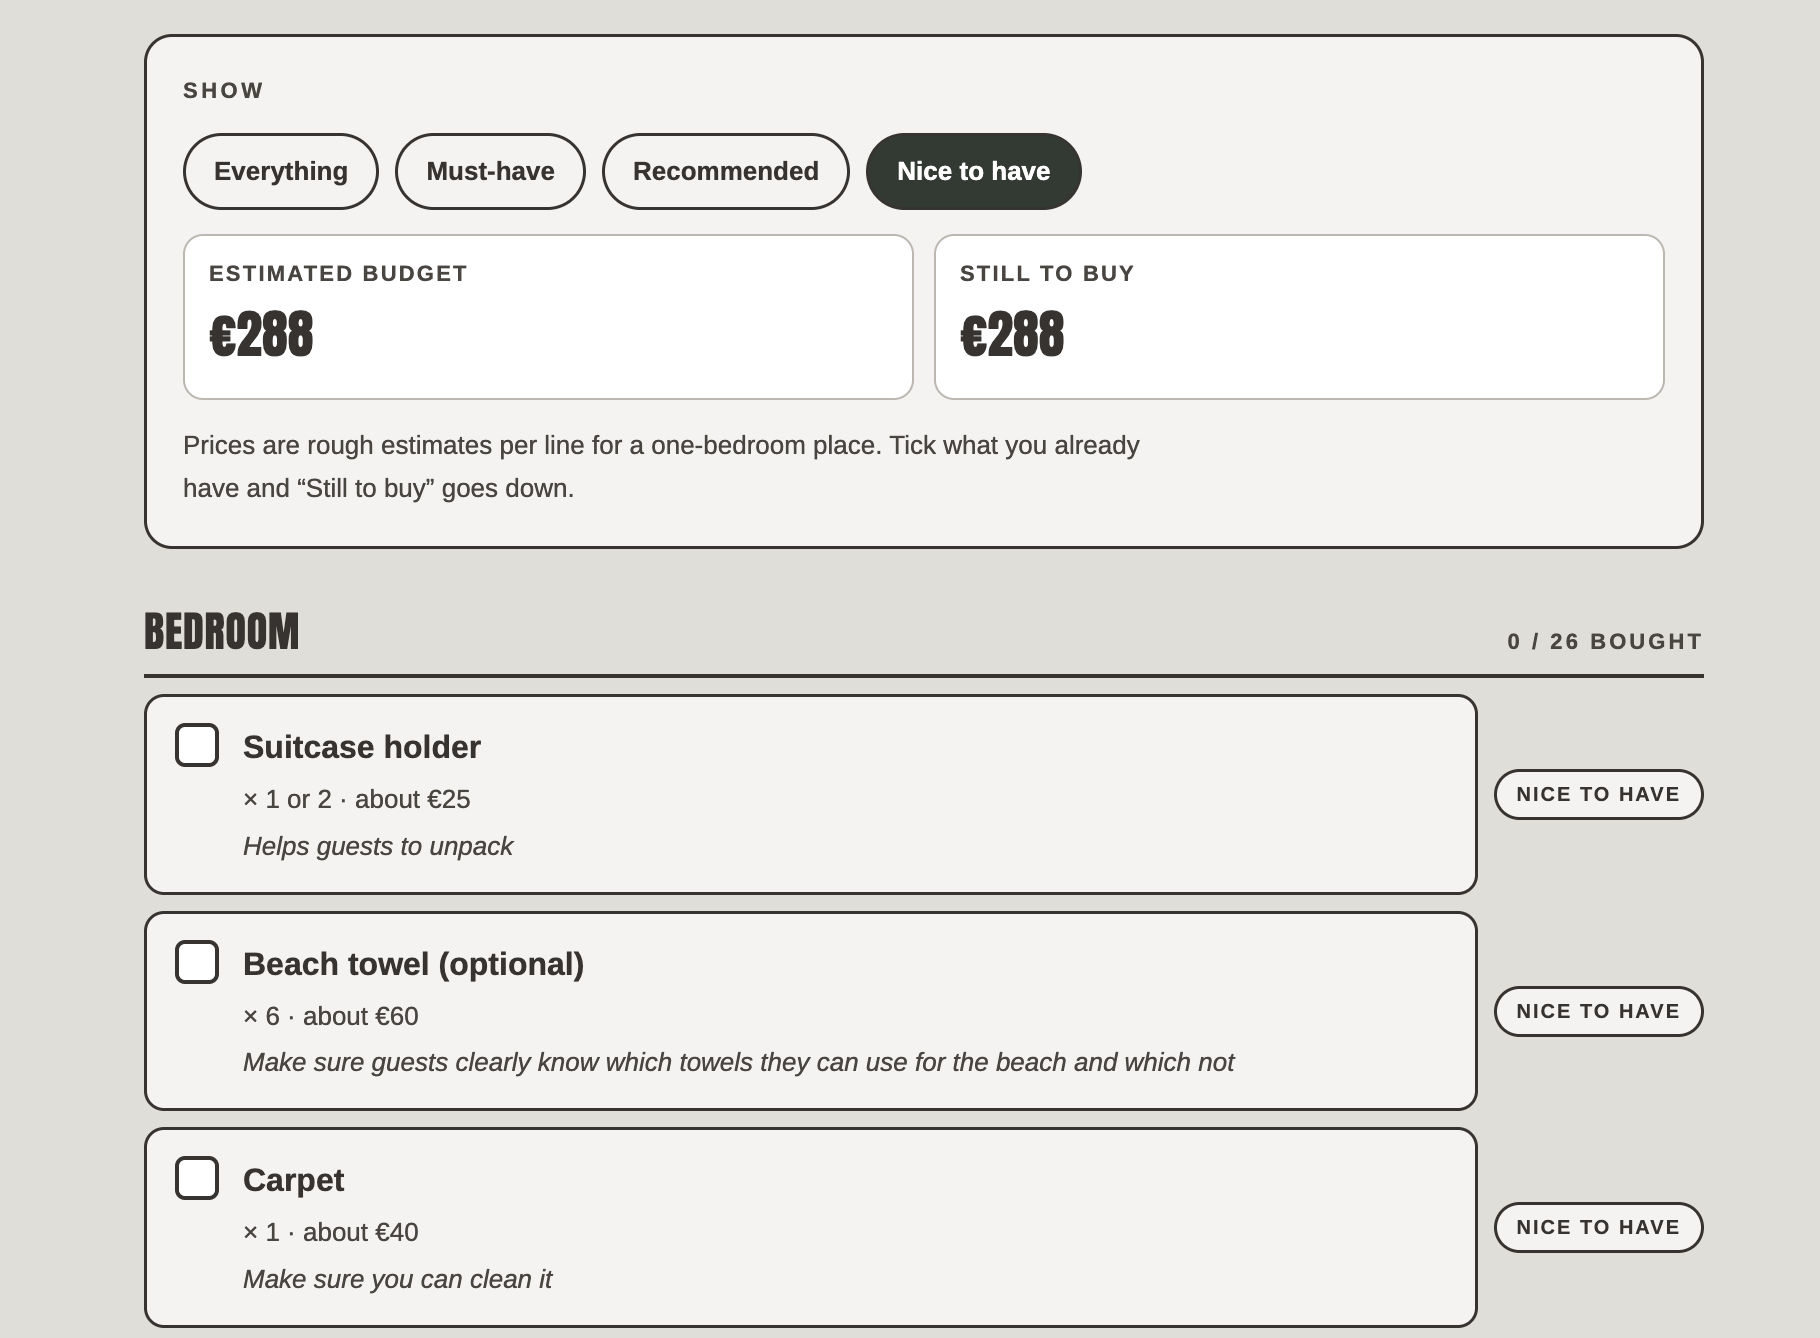 SHOW
Everything
Must-have
Recommended
Nice to have
ESTIMATED BUDGET
€288
STILL TO BUY
€288
Prices are rough estimates per line for a one-bedroom place. Tick what you already
have and “Still to buy” goes down.
BEDROOM
0 / 26 BOUGHT
Suitcase holder
× 1 or 2 · about €25
Helps guests to unpack
NICE TO HAVE
Beach towel (optional)
× 6 · about €60
Make sure guests clearly know which towels they can use for the beach and which not
NICE TO HAVE
Carpet
× 1 · about €40
Make sure you can clean it
NICE TO HAVE